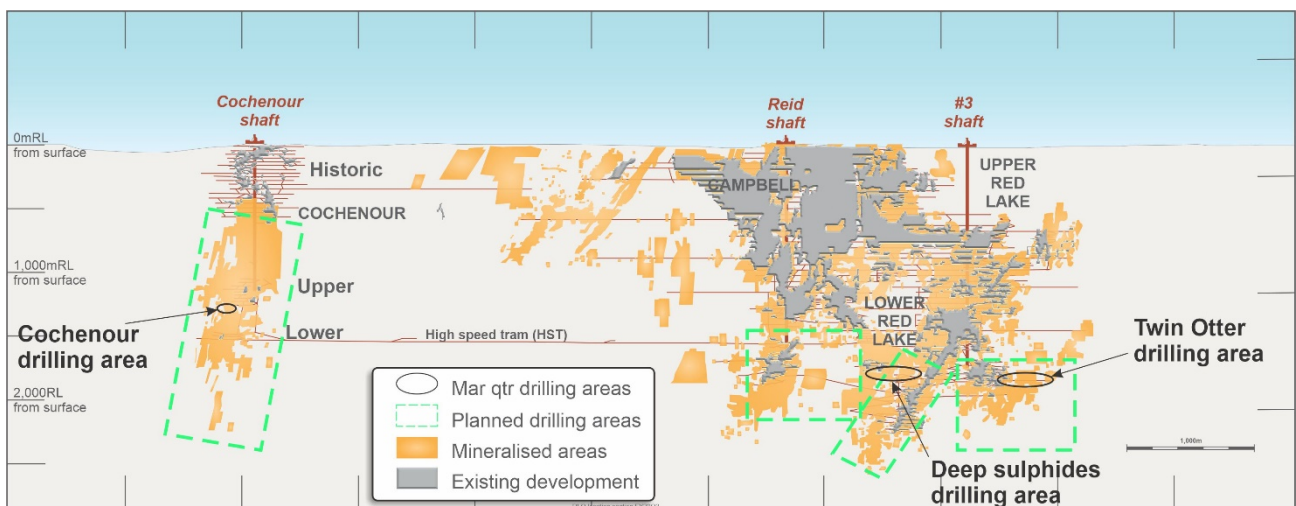 Cochenour
shaft
Reid
shaft
#3
shaft
0mRL
from surface
Historic
COCHENOUR
CAMPBELL
UPPER
RED
LAKE
1,000mRL
from surface
Upper
Lower
LOWER
RED
LAKE
High speed tram (HST)
Cochenour
drilling area
Twin Otter
drilling area
2,000RL
from surface
Mar qtr drilling areas
Planned drilling areas
Mineralised areas
Existing development
1,000m
Deep sulphides
drilling area